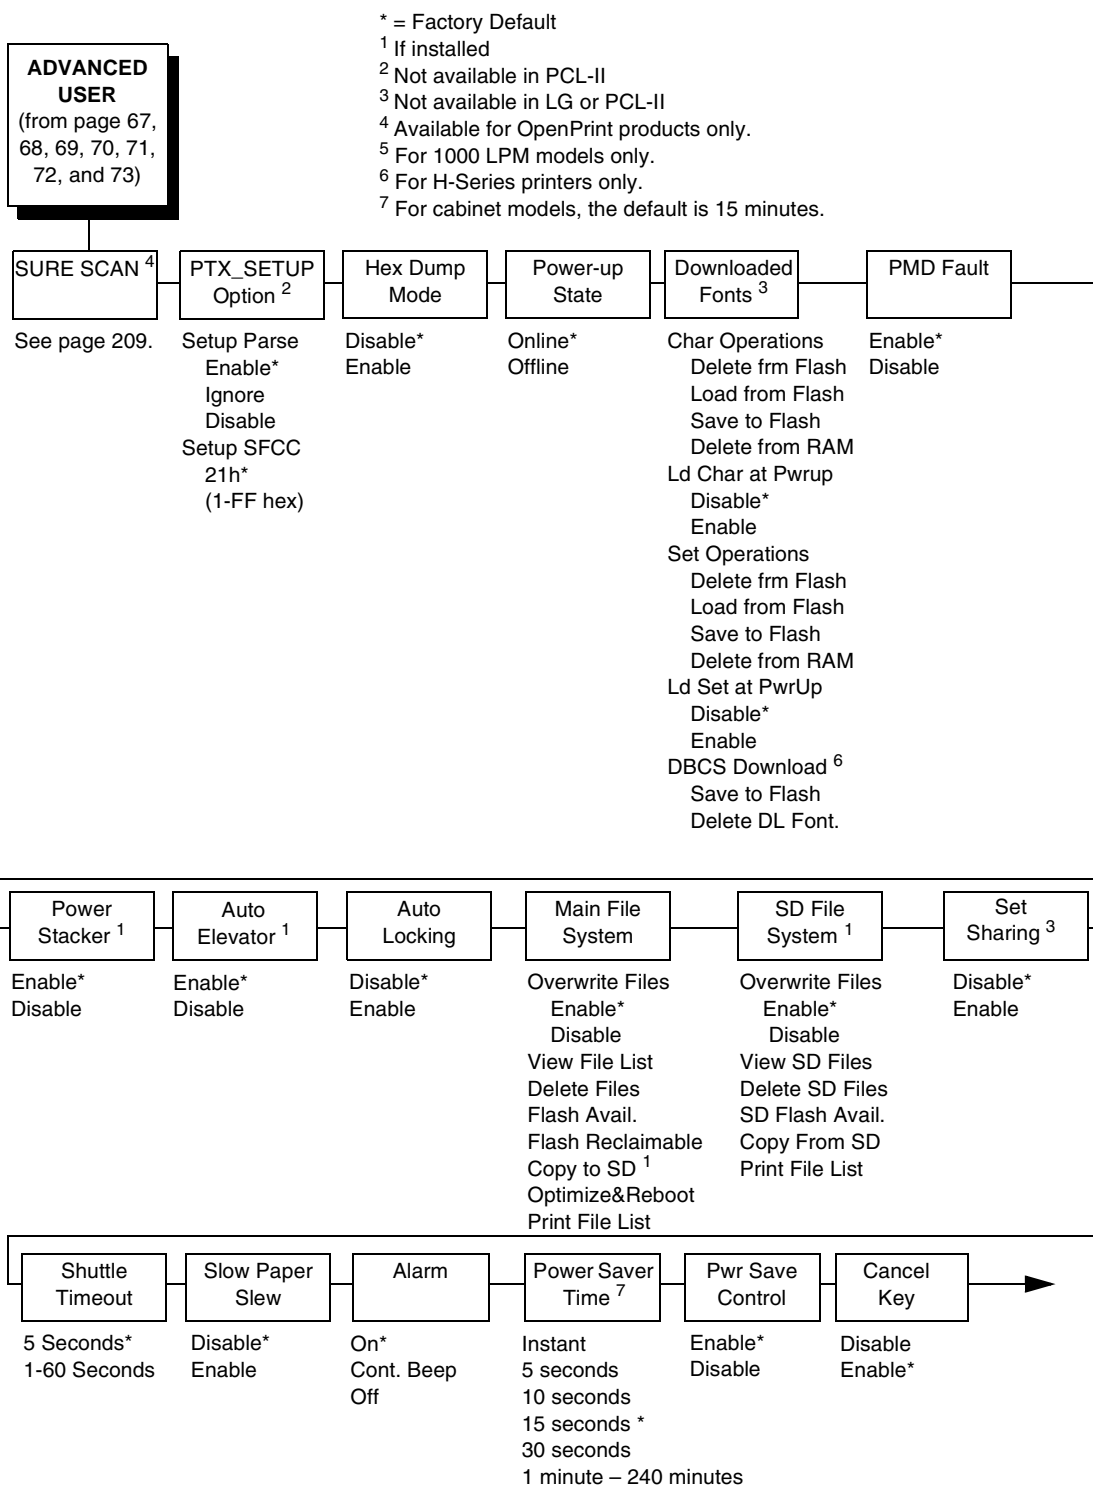 * = Factory Default
1 If installed
2 Not available in PCL-II
3 Not available in LG or PCL-II
4 Available for OpenPrint products only.
5 For 1000 LPM models only.
6 For H-Series printers only.
7 For cabinet models, the default is 15 minutes.
ADVANCED
USER
(from page 67,
68, 69, 70, 71,
72, and 73)
SURE SCAN 4
See page 209.
PTX_SETUP
Option 2
Setup Parse
Enable*
Ignore
Disable
Setup SFCC
21h*
(1-FF hex)
Hex Dump
Mode
Disable*
Enable
Power-up
State
Online*
Offline
Downloaded
Fonts 3
Char Operations
Delete frm Flash
Load from Flash
Save to Flash
Delete from RAM
Ld Char at Pwrup
Disable*
Enable
Set Operations
Delete frm Flash
Load from Flash
Save to Flash
Delete from RAM
Ld Set at PwrUp
Disable*
Enable
DBCS Download 6
Save to Flash
Delete DL Font.
PMD Fault
Enable*
Disable
Power
Stacker 1
Enable*
Disable
Auto
Elevator 1
Enable*
Disable
Auto
Locking
Disable*
Enable
Main File
System
Overwrite Files
Enable*
Disable
View File List
Delete Files
Flash Avail.
Flash Reclaimable
Copy to SD 1
Optimize&Reboot
Print File List
SD File
System 1
Overwrite Files
Enable*
Disable
View SD Files
Delete SD Files
SD Flash Avail.
Copy From SD
Print File List
Set
Sharing 3
Disable*
Enable
Shuttle
Timeout
5 Seconds*
1-60 Seconds
Slow Paper
Slew
Disable*
Enable
Alarm
On*
Cont. Beep
Off
Power Saver
Time 7
Instant
5 seconds
10 seconds
15 seconds *
30 seconds
1 minute – 240 minutes
Pwr Save
Control
Enable*
Disable
Cancel
Key
Disable
Enable*